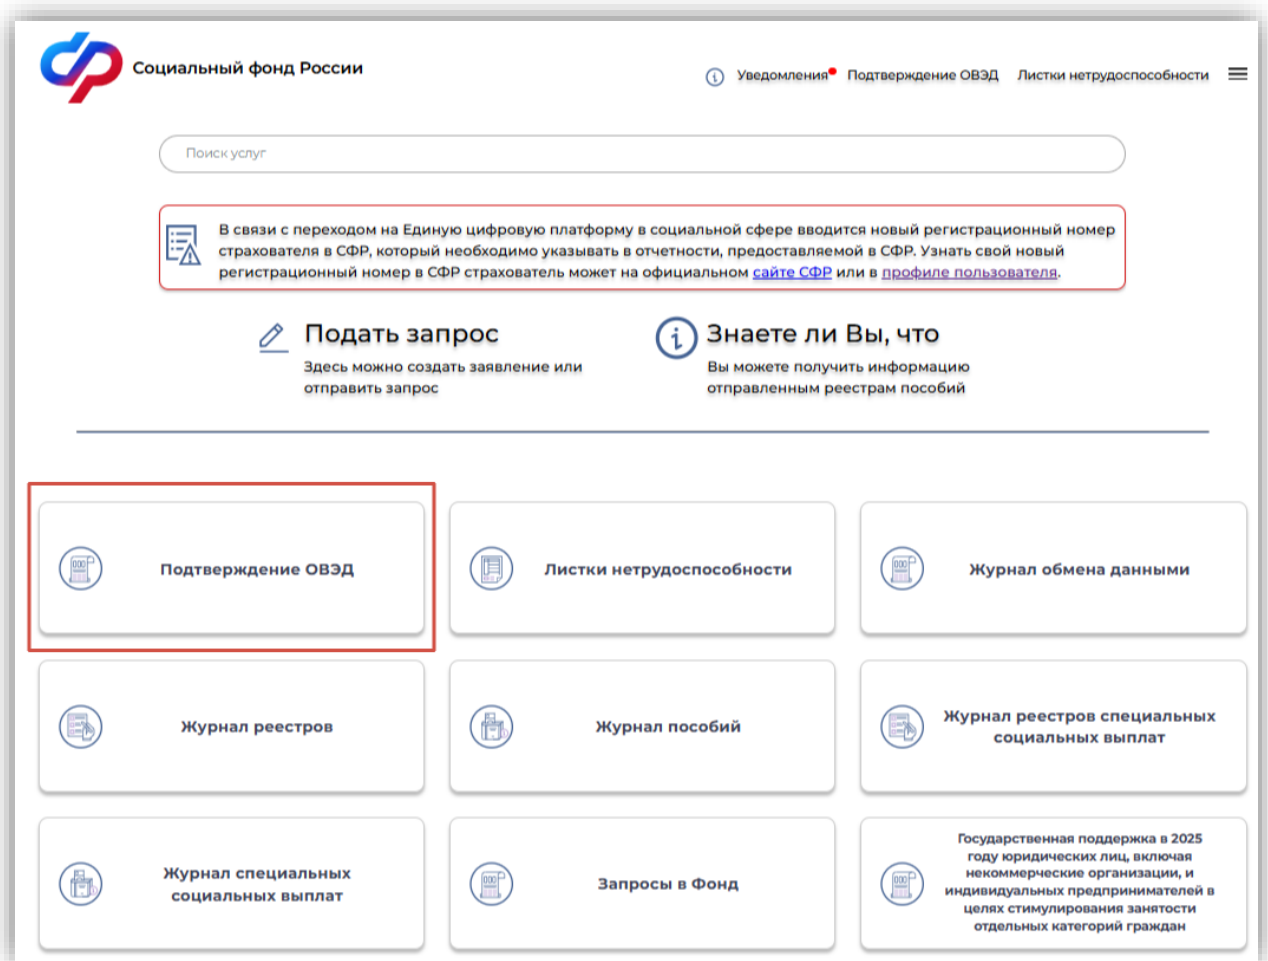 Социальный фонд России
Уведомления Подтверждение ОВЭД Листки нетрудоспособности
Поиск услуг
В связи с переходом на Единую цифровую платформу в социальной сфере вводится новый регистрационный номер
страхователя в СФР, который необходимо указывать в отчетности, предоставляемой в СФР. Узнать свой новый
регистрационный номер в СФР страхователь может на официальном сайте СФР или в профиле пользователя.
Подать запрос
Здесь можно создать заявление или
отправить запрос
Знаете ли Вы, что
Вы можете получить информацию
отправленным реестрам пособий
Подтверждение ОВЭД
Листки нетрудоспособности
Журнал обмена данными
Журнал реестров
Журнал пособий
Журнал реестров специальных
социальных выплат
Журнал специальных
социальных выплат
Запросы в Фонд
Государственная поддержка в 2025
году юридических лиц, включая
некоммерческие организации, и
индивидуальных предпринимателей в
целях стимулирования занятости
отдельных категорий граждан